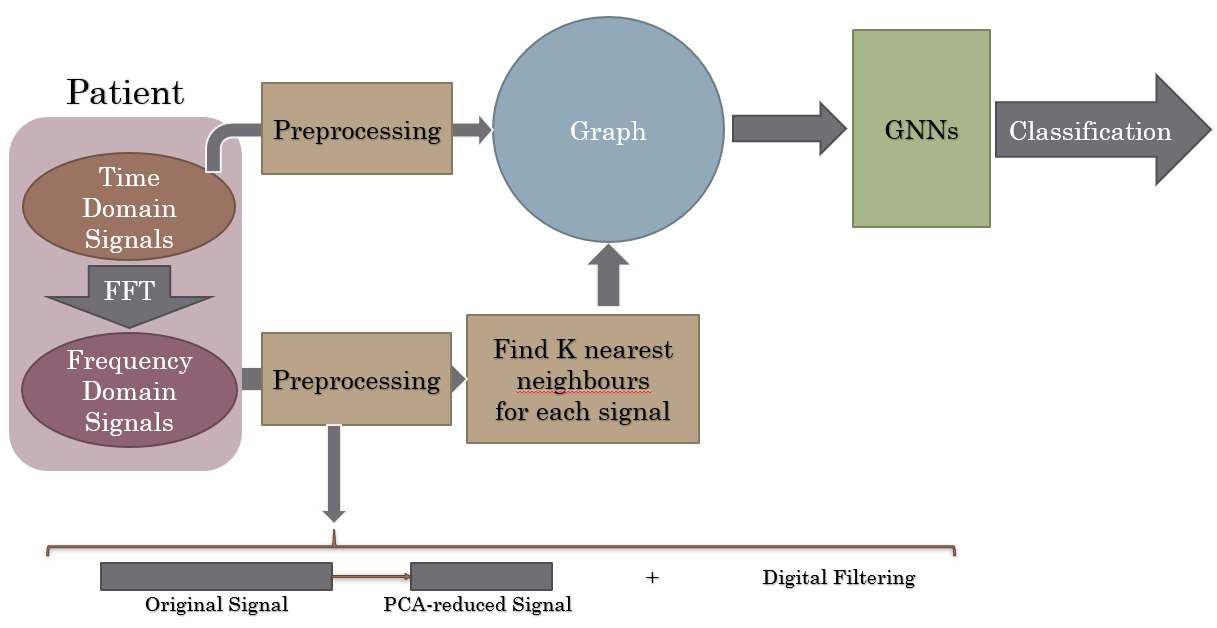 Patient
Time
Domain
Signals
FFT
Frequency
Domain
Signals
Preprocessing
Graph
GNNs
Classification
Preprocessing
Find K nearest
neighbours
for each signal
Original Signal
PCA-reduced Signal
+
Digital Filtering